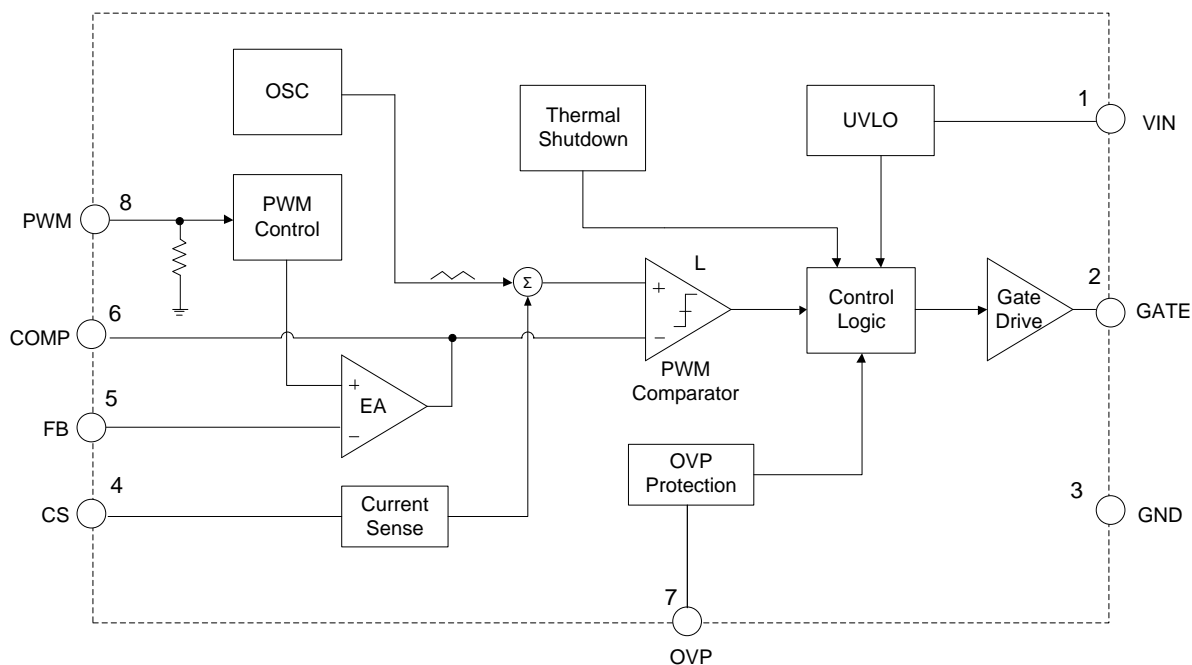 OSC
Thermal
Shutdown
UVLO
1
VIN
8
PWM
PWM
Control
Σ
L
+
−
PWM
Comparator
Control
Logic
Gate
Drive
2
GATE
6
COMP
+
EA
−
5
FB
4
CS
Current
Sense
OVP
Protection
3
GND
7
OVP